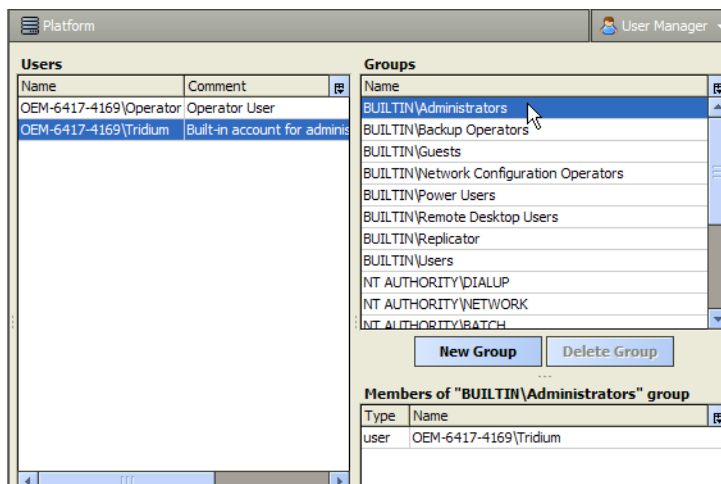 Platform
User Manager
Users
Name Comment
OEM-6417-4169\Operator Operator User
OEM-6417-4169\Tridium Built-in account for adminis
Groups
Name
BUILTIN\Administrators
BUILTIN\Backup Operators
BUILTIN\Guests
BUILTIN\Network Configuration Operators
BUILTIN\Power Users
BUILTIN\Remote Desktop Users
BUILTIN\Replicator
BUILTIN\Users
NT AUTHORITY\DIALUP
NT AUTHORITY\NETWORK
NT AUTHORITY\BATCH
New Group Delete Group
Members of "BUILTIN\Administrators" group
Type Name
user OEM-6417-4169\Tridium